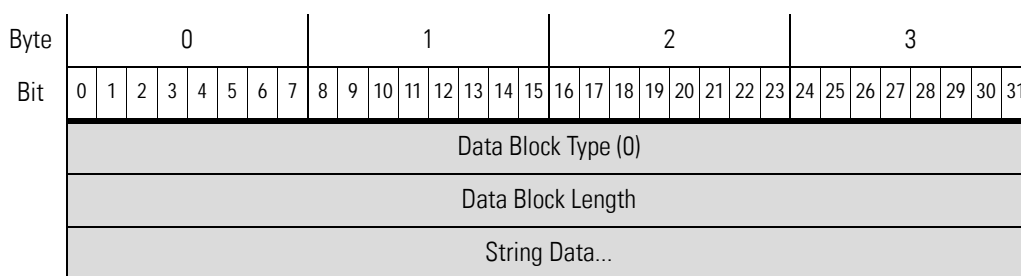 Byte 0 1 2 3
Bit 0 1 2 3 4 5 6 7 8 9 10 11 12 13 14 15 16 17 18 19 20 21 22 23 24 25 26 27 28 29 30 31
Data Block Type (0)
Data Block Length
String Data...